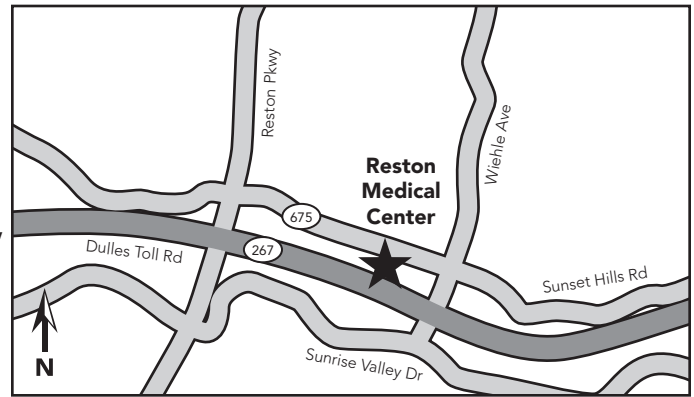 Reston Pkwy
Wiehle Ave
Reston
Medical
Center
675
267
Dulles Toll Rd
Sunset Hills Rd
Sunrise Valley Dr
N